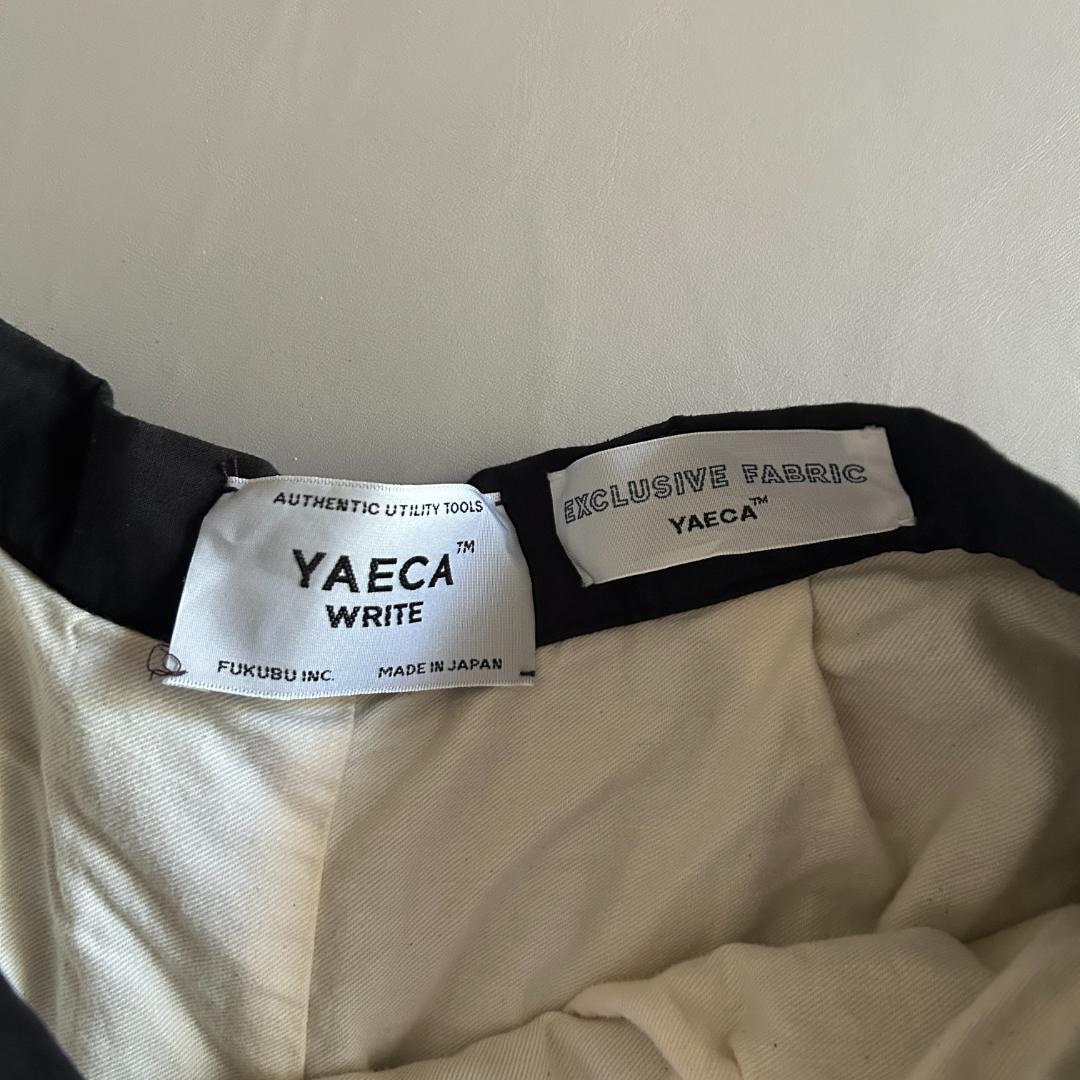 AUTHENTIC UTILITY TOOLS
YAECA™
WRITE
FUKUBU INC. MADE IN JAPAN
EXCLUSIVE FABRIC
YAECA™